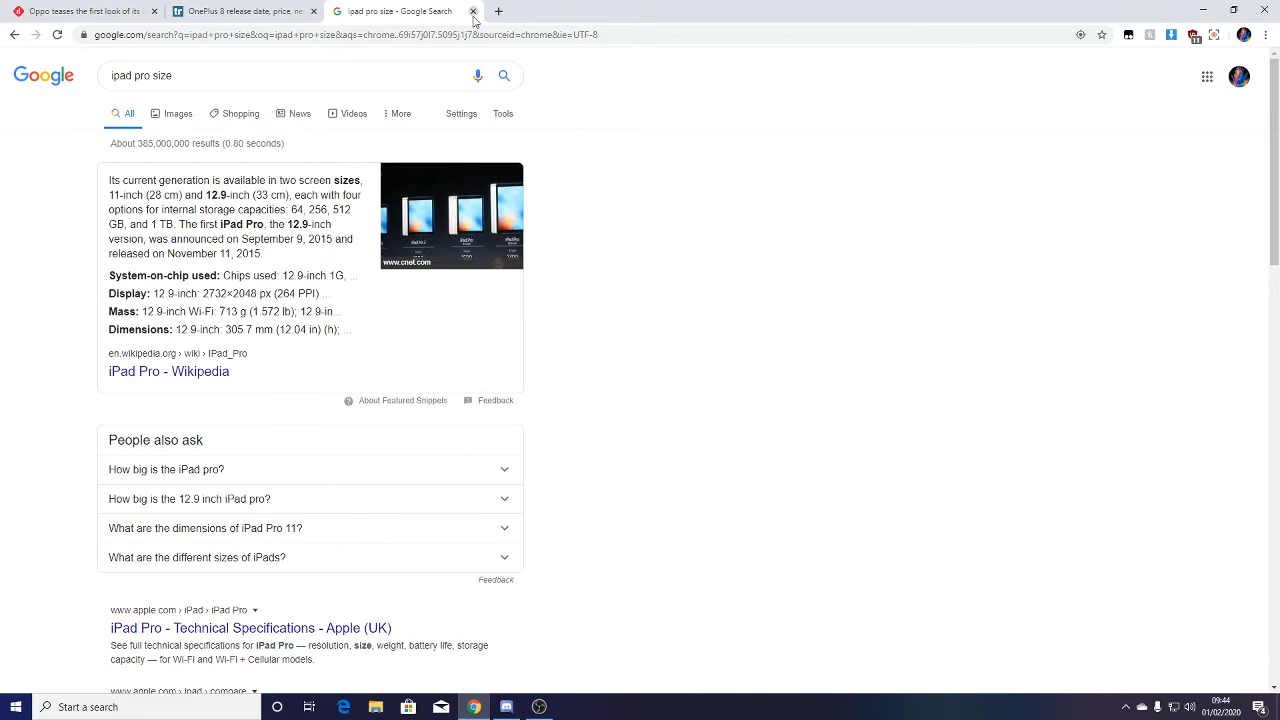 Oppo teases the first look of its
OnePlus 8 release date, price, ne
ipad pro size - Google Search
google.com/search?q=ipad+pro+size&oq=ipad+pro+size&aqs=chrome..69i57j0l7.5095j1j7&sourceid=chrome&ie=UTF-8
11
Google
ipad pro size
All
Images
Shopping
News
Videos
More
Settings
Tools
About 385,000,000 results (0.80 seconds)
Its current generation is available in two screen sizes,
11-inch (28 cm) and 12.9-inch (33 cm), each with four
options for internal storage capacities: 64, 256, 512
GB, and 1 TB. The first iPad Pro, the 12.9-inch
version, was announced on September 9, 2015 and
released on November 11, 2015.
System-on-chip used: Chips used: 12.9-inch 1G, ...
Display: 12.9-inch: 2732×2048 px (264 PPI) ...
Mass: 12.9-inch Wi-Fi: 713 g (1.572 lb); 12.9-in...
Dimensions: 12.9-inch: 305.7 mm (12.04 in) (h); ...
www.cnet.com
en.wikipedia.org › wiki › IPad_Pro
iPad Pro - Wikipedia
About Featured Snippets
Feedback
People also ask
How big is the iPad pro?
How big is the 12.9 inch iPad pro?
What are the dimensions of iPad Pro 11?
What are the different sizes of iPads?
Feedback
www.apple.com › iPad › iPad Pro
iPad Pro - Technical Specifications - Apple (UK)
See full technical specifications for iPad Pro — resolution, size, weight, battery life, storage
capacity — for Wi-Fi and Wi-Fi + Cellular models.
www.apple.com › ipad › compare
Start a search
09:44
01/02/2020